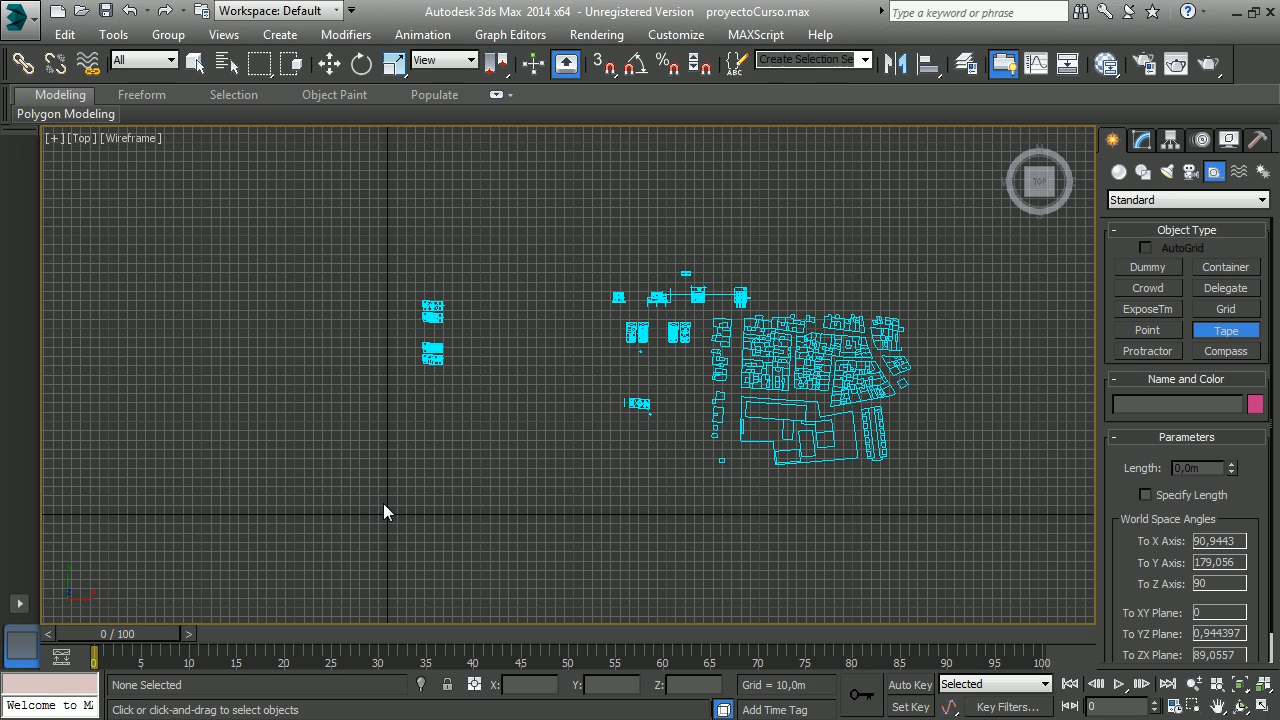 Workspace: Default
Autodesk 3ds Max 2014 x64 - Unregistered Version proyectoCurso.max
Type a keyword or phrase
Edit Tools Group Views Create Modifiers Animation Graph Editors Rendering Customize MAXScript Help
All
View
3
Create Selection Se
Modeling Freeform Selection Object Paint Populate
Polygon Modeling
[+] [Top] [Wireframe]
TOP
Standard
- Object Type
AutoGrid
Dummy Container
Crowd Delegate
ExposeTm Grid
Point Tape
Protractor Compass
- Name and Color
- Parameters
Length: 0,0m
Specify Length
World Space Angles
To X Axis: 90,9443
To Y Axis: 179,056
To Z Axis: 90
To XY Plane: 0
To YZ Plane: 0,944397
To ZX Plane: 89,0557
< 0 / 100 >
0 5 10 15 20 25 30 35 40 45 50 55 60 65 70 75 80 85 90 95 100
None Selected X: Y: Z: Grid = 10,0m Auto Key Selected
Welcome to MA Click or click-and-drag to select objects Add Time Tag Set Key Key Filters... 0